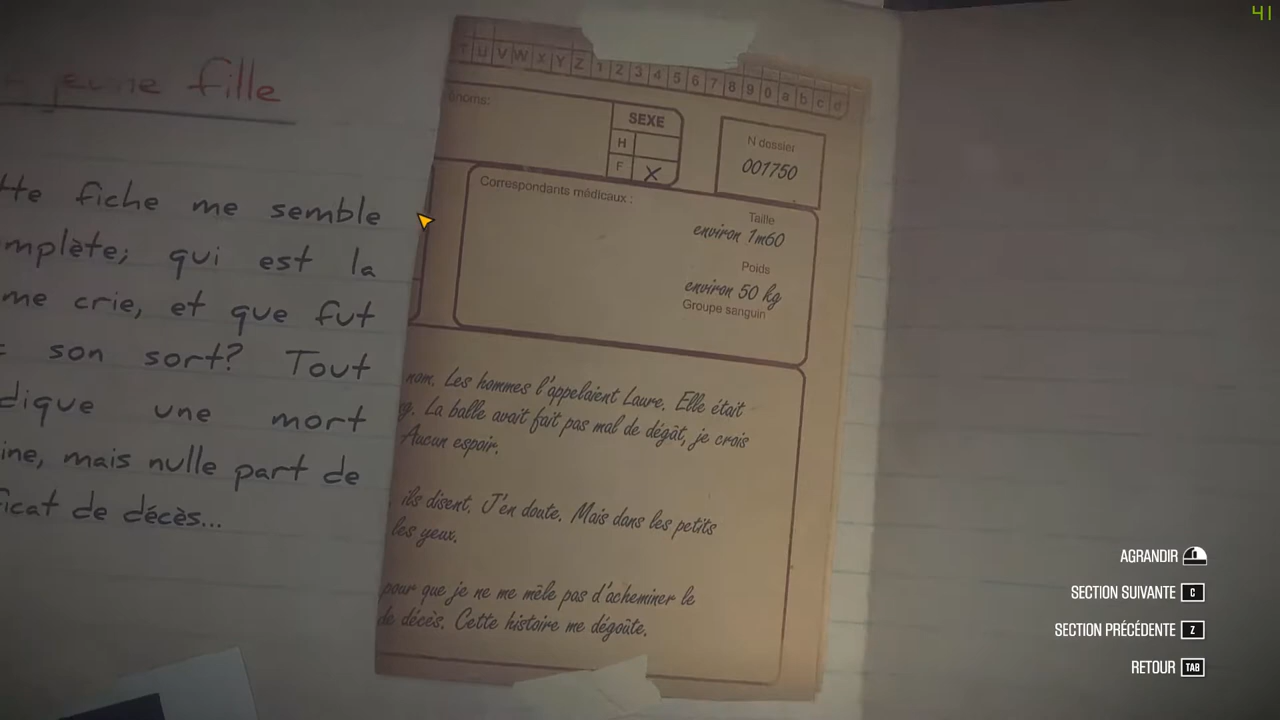 41
jeune fille
tte fiche me semble
mplète; qui est la
me crie, et que fut
son sort? Tout
dique une mort
ine, mais nulle part de
ficat de décès...
T U V W X Y Z 1 2 3 4 5 6 7 8 9 0 a b c d
énoms:
SEXE
H
F X
N dossier
001750
Correspondants médicaux :
Taille
environ 1m60
Poids
environ 50 kg
Groupe sanguin
nom. Les hommes l'appelaient Laure. Elle était
La balle avait fait pas mal de dégât, je crois
Aucun espoir.
ils disent. J'en doute. Mais dans les petits
les yeux.
pour que je ne me mêle pas d'acheminer le
de décès. Cette histoire me dégoûte.
AGRANDIR
SECTION SUIVANTE C
SECTION PRÉCÉDENTE Z
RETOUR TAB